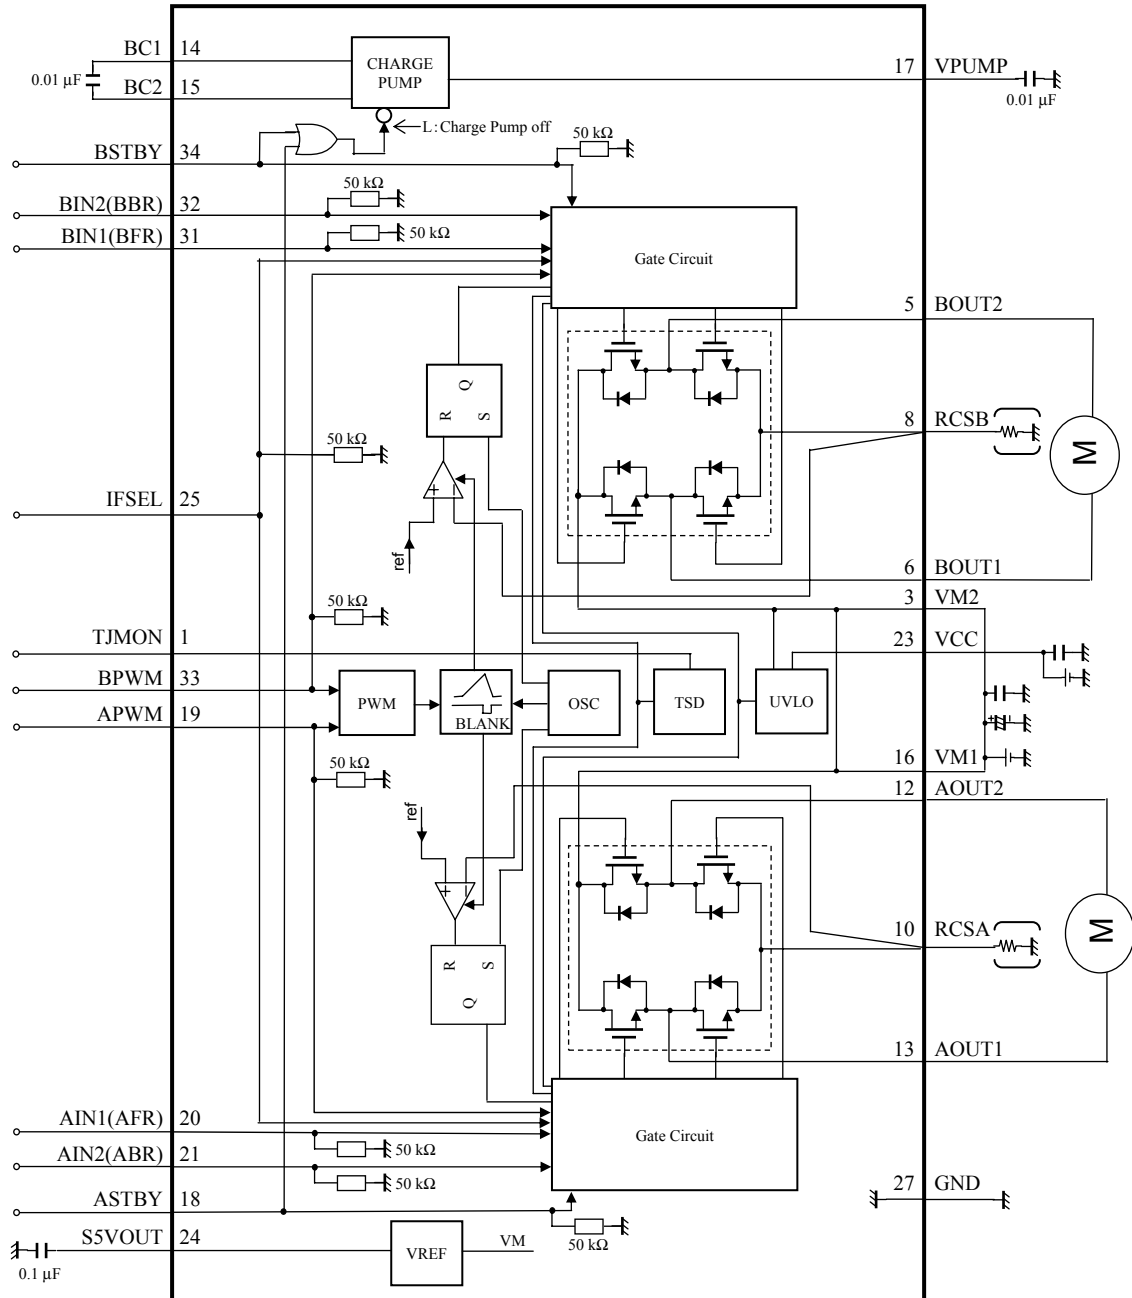 BC1 14
0.01 µF
BC2 15
CHARGE
PUMP
17 VPUMP
0.01 µF
L : Charge Pump off
BSTBY 34
50 kΩ
50 kΩ
BIN2(BBR) 32
50 kΩ
BIN1(BFR) 31
Gate Circuit
5 BOUT2
Q
R S
8 RCSB
M
50 kΩ
+ −
IFSEL 25
ref
6 BOUT1
3 VM2
50 kΩ
TJMON 1
23 VCC
BPWM 33
APWM 19
PWM
BLANK
OSC
TSD
UVLO
+
16 VM1
50 kΩ
12 AOUT2
ref
+ −
10 RCSA
M
R S
Q
13 AOUT1
AIN1(AFR) 20
50 kΩ
Gate Circuit
AIN2(ABR) 21
50 kΩ
27 GND
ASTBY 18
50 kΩ
S5VOUT 24
VREF
VM
0.1 µF